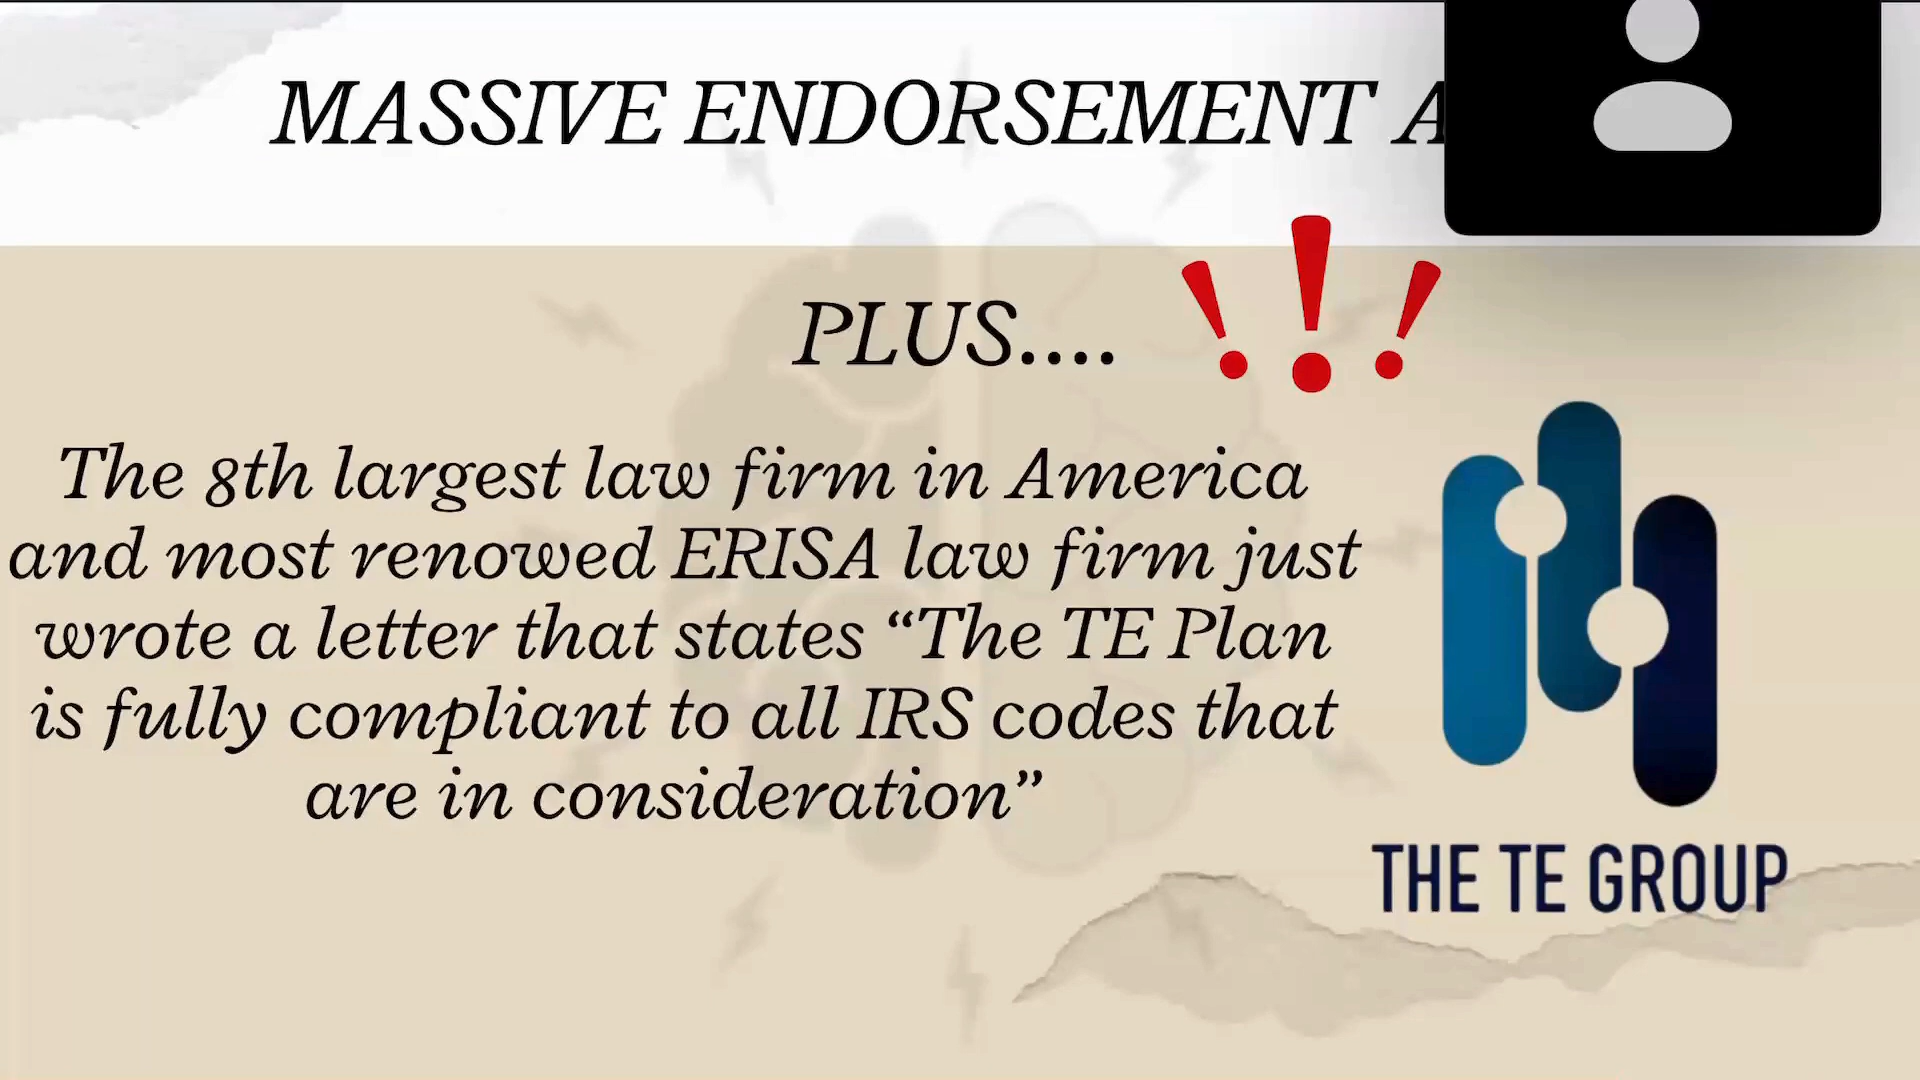 MASSIVE ENDORSEMENT
PLUS....
The 8th largest law firm in America
and most renowed ERISA law firm just
wrote a letter that states “The TE Plan
is fully compliant to all IRS codes that
are in consideration”
THE TE GROUP